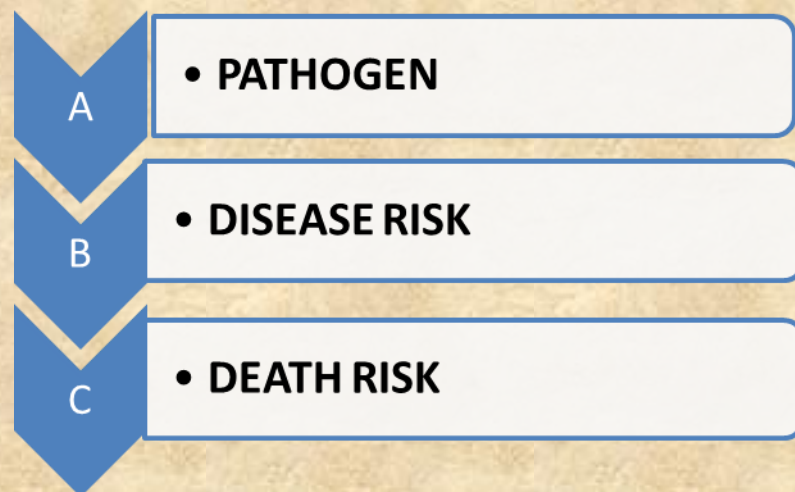 A
• PATHOGEN
B
• DISEASE RISK
C
• DEATH RISK